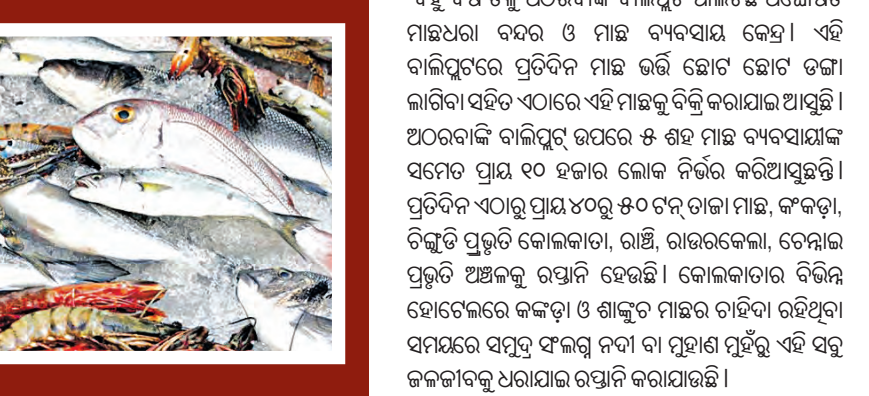 ମାଛଧରା ବନ୍ଦର ଓ ମାଛ ବ୍ୟବସାୟ କେନ୍ଦ୍ର। ଏହି
ବାଲିପ୍ଲଟରେ ପ୍ରତିଦିନ ମାଛ ଭର୍ତ୍ତି ଛୋଟ ଛୋଟ ଡଙ୍ଗା
ଲାଗିବା ସହିତ ଏଠାରେ ଏହି ମାଛକୁ ବିକ୍ରି କରାଯାଇ ଆସୁଛି।
ଅଠରବାଙ୍କି ବାଲିପ୍ଲଟ୍ ଉପରେ ୫ ଶହ ମାଛ ବ୍ୟବସାୟୀଙ୍କ
ସମେତ ପ୍ରାୟ ୧୦ ହଜାର ଲୋକ ନିର୍ଭର କରିଆସୁଛନ୍ତି।
ପ୍ରତିଦିନ ଏଠାରୁ ପ୍ରାୟ ୪୦ରୁ ୫୦ ଟନ୍ ତାଜା ମାଛ, କଂକଡ଼ା,
ଚିଙ୍ଗୁଡି ପ୍ରଭୃତି କୋଲକାତା, ରାଞ୍ଚି, ରାଉରକେଲା, ଚେନ୍ନାଇ
ପ୍ରଭୃତି ଅଞ୍ଚଳକୁ ରପ୍ତାନି ହେଉଛି। କୋଲକାତାର ବିଭିନ୍ନ
ହୋଟେଲରେ କଙ୍କଡ଼ା ଓ ଶାଙ୍କୁଚ ମାଛର ଚାହିଦା ରହିଥିବା
ସମୟରେ ସମୁଦ୍ର ସଂଲଗ୍ନ ନଦୀ ବା ମୁହାଣ ମୁହଁରୁ ଏହି ସବୁ
ଜଳଜୀବକୁ ଧରାଯାଇ ରପ୍ତାନି କରାଯାଉଛି।